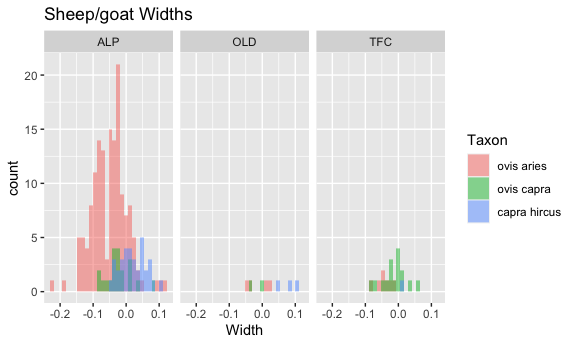 Sheep/goat Widths
ALP OLD TFC
20
15
10
5
0
count
-0.2 -0.1 0.0 0.1 -0.2 -0.1 0.0 0.1 -0.2 -0.1 0.0 0.1
Width
Taxon
ovis aries
ovis capra
capra hircus